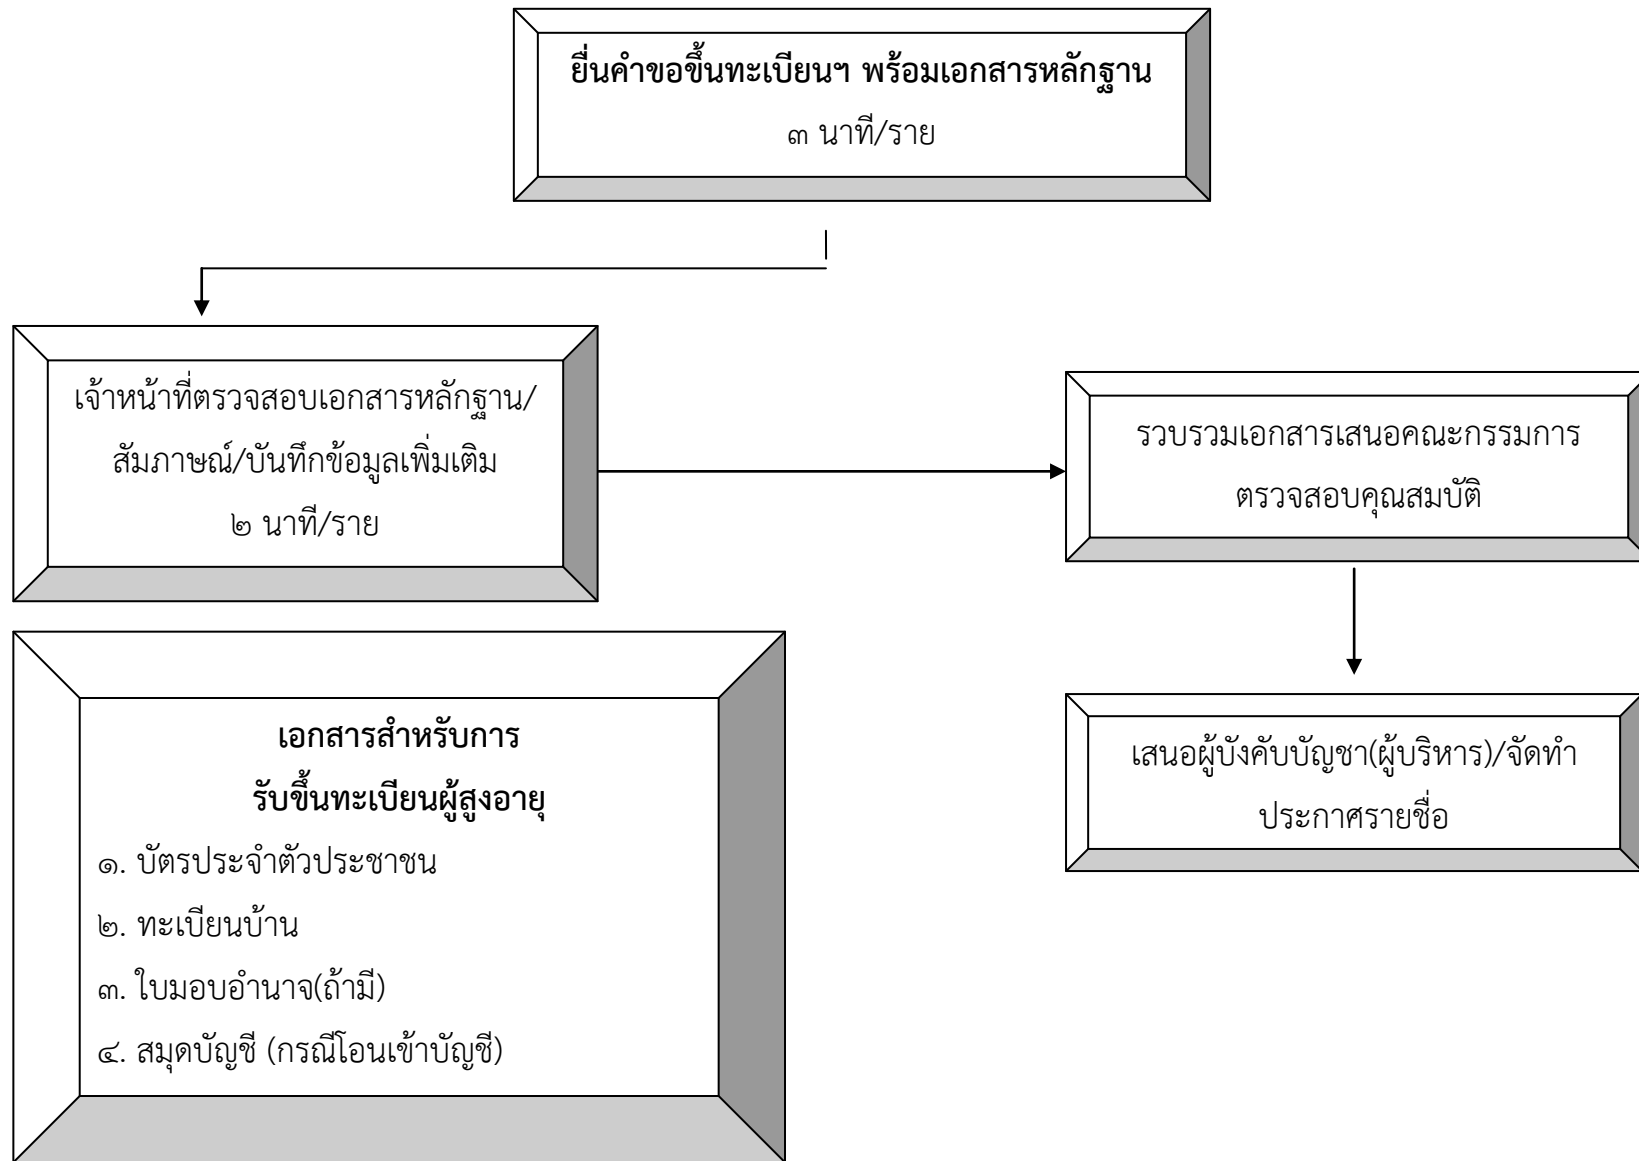 ยื่นคำขอขึ้นทะเบียนฯ พร้อมเอกสารหลักฐาน
๓ นาที/ราย
เจ้าหน้าที่ตรวจสอบเอกสารหลักฐาน/
สัมภาษณ์/บันทึกข้อมูลเพิ่มเติม
๒ นาที/ราย
รวบรวมเอกสารเสนอคณะกรรมการ
ตรวจสอบคุณสมบัติ
เสนอผู้บังคับบัญชา(ผู้บริหาร)/จัดทำ
ประกาศรายชื่อ
เอกสารสำหรับการ
รับขึ้นทะเบียนผู้สูงอายุ
๑. บัตรประจำตัวประชาชน
๒. ทะเบียนบ้าน
๓. ใบมอบอำนาจ(ถ้ามี)
๔. สมุดบัญชี (กรณีโอนเข้าบัญชี)